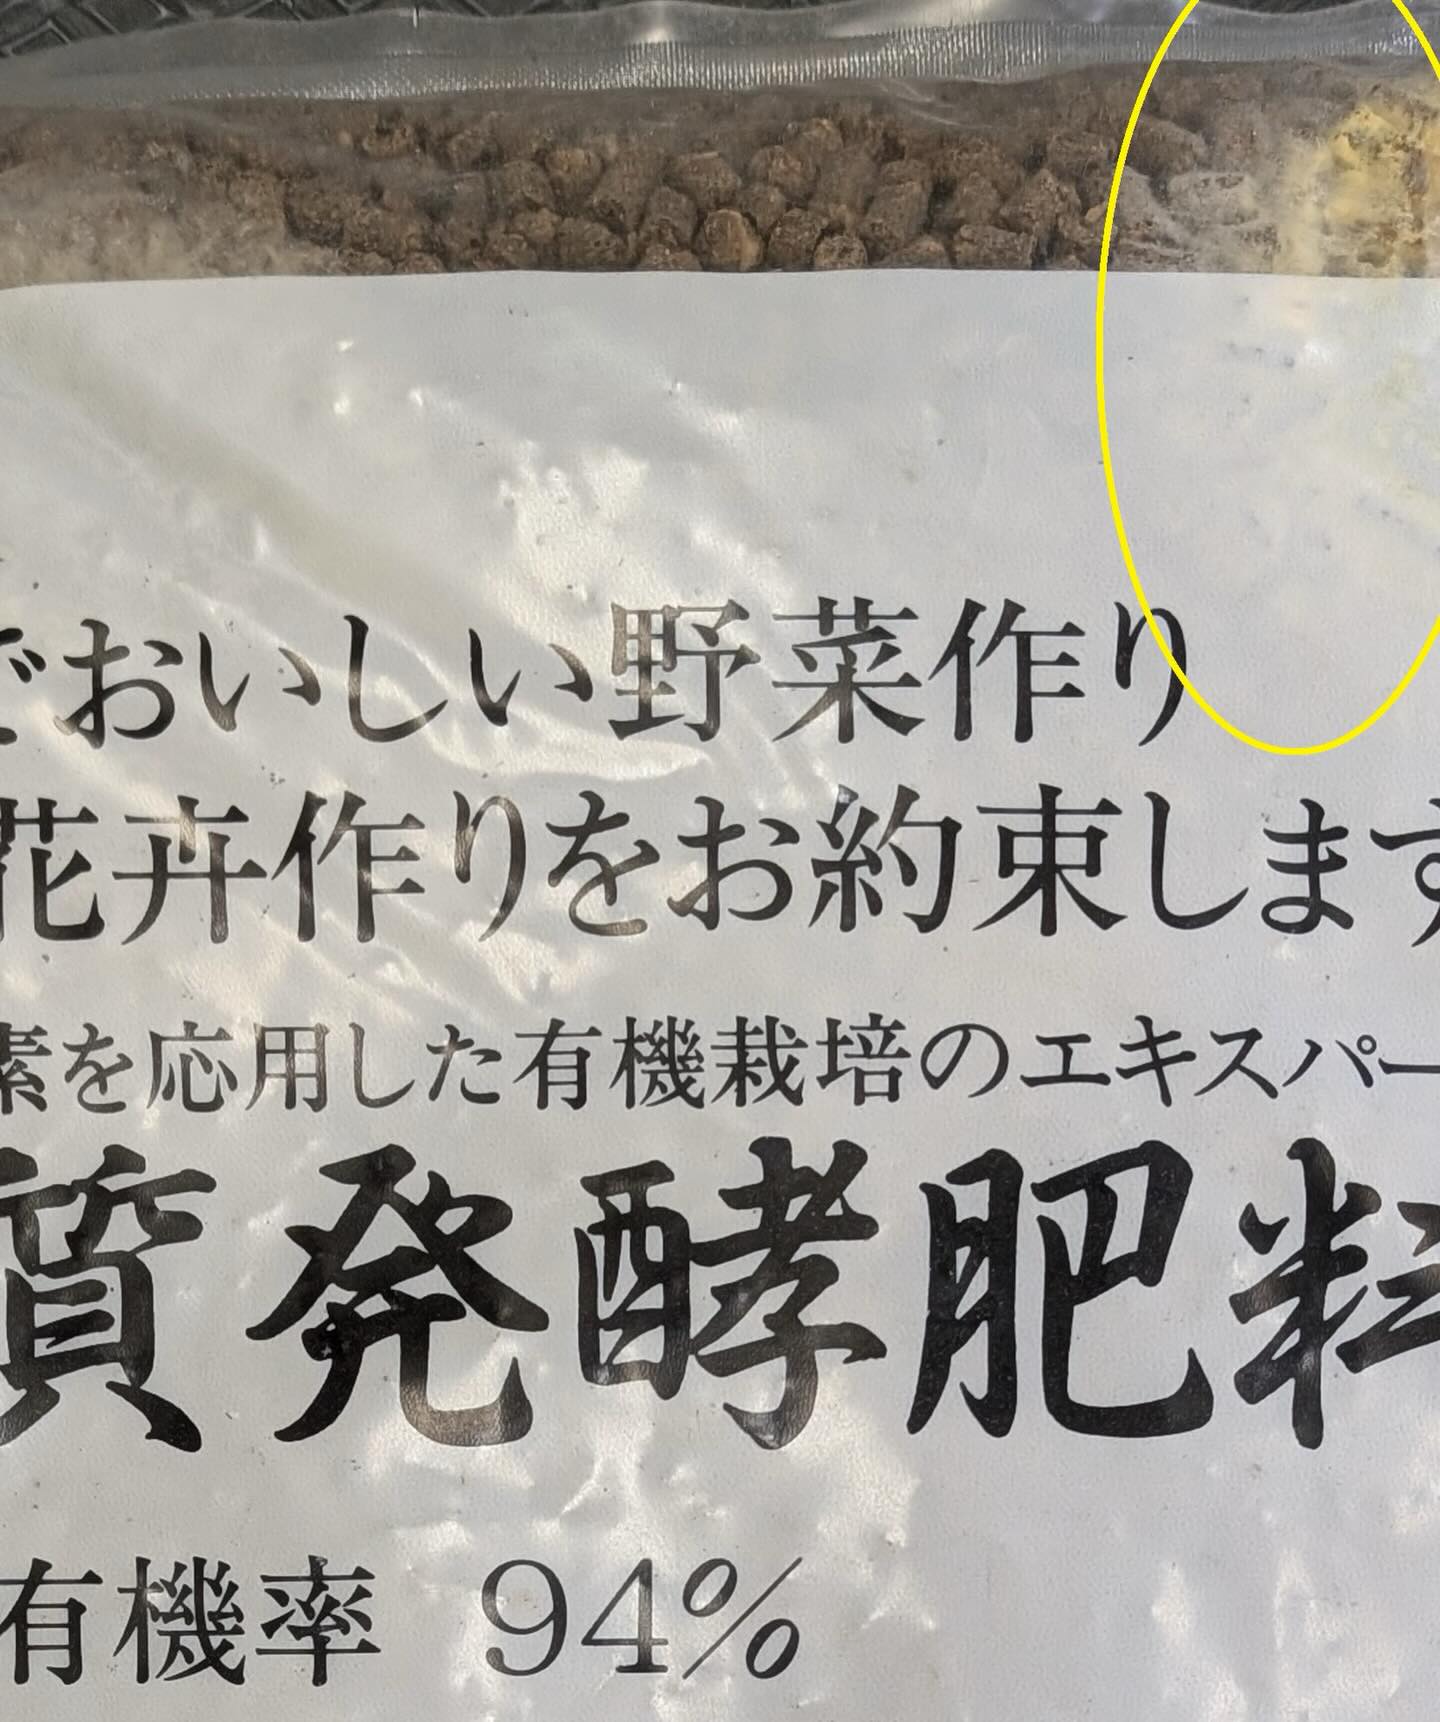 でおいしい野菜作り
花卉作りをお約束します
素を応用した有機栽培のエキスパー
質発酵肥料
有機率 94%